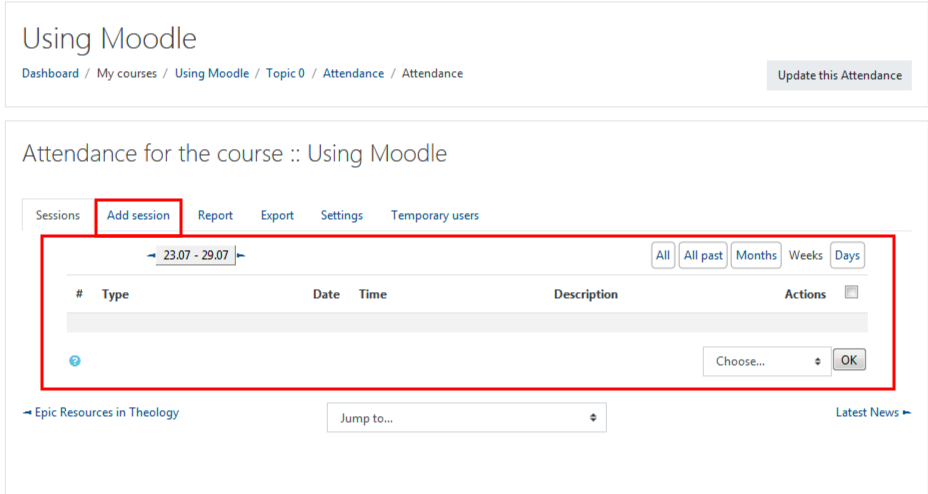 Using Moodle
Dashboard / My courses / Using Moodle / Topic 0 / Attendance / Attendance
Update this Attendance
Attendance for the course :: Using Moodle
Sessions Add session Report Export Settings Temporary users
◄ 23.07 - 29.07 ► All All past Months Weeks Days
# Type Date Time Description Actions
? Choose... OK
◄ Epic Resources in Theology Jump to... Latest News ►